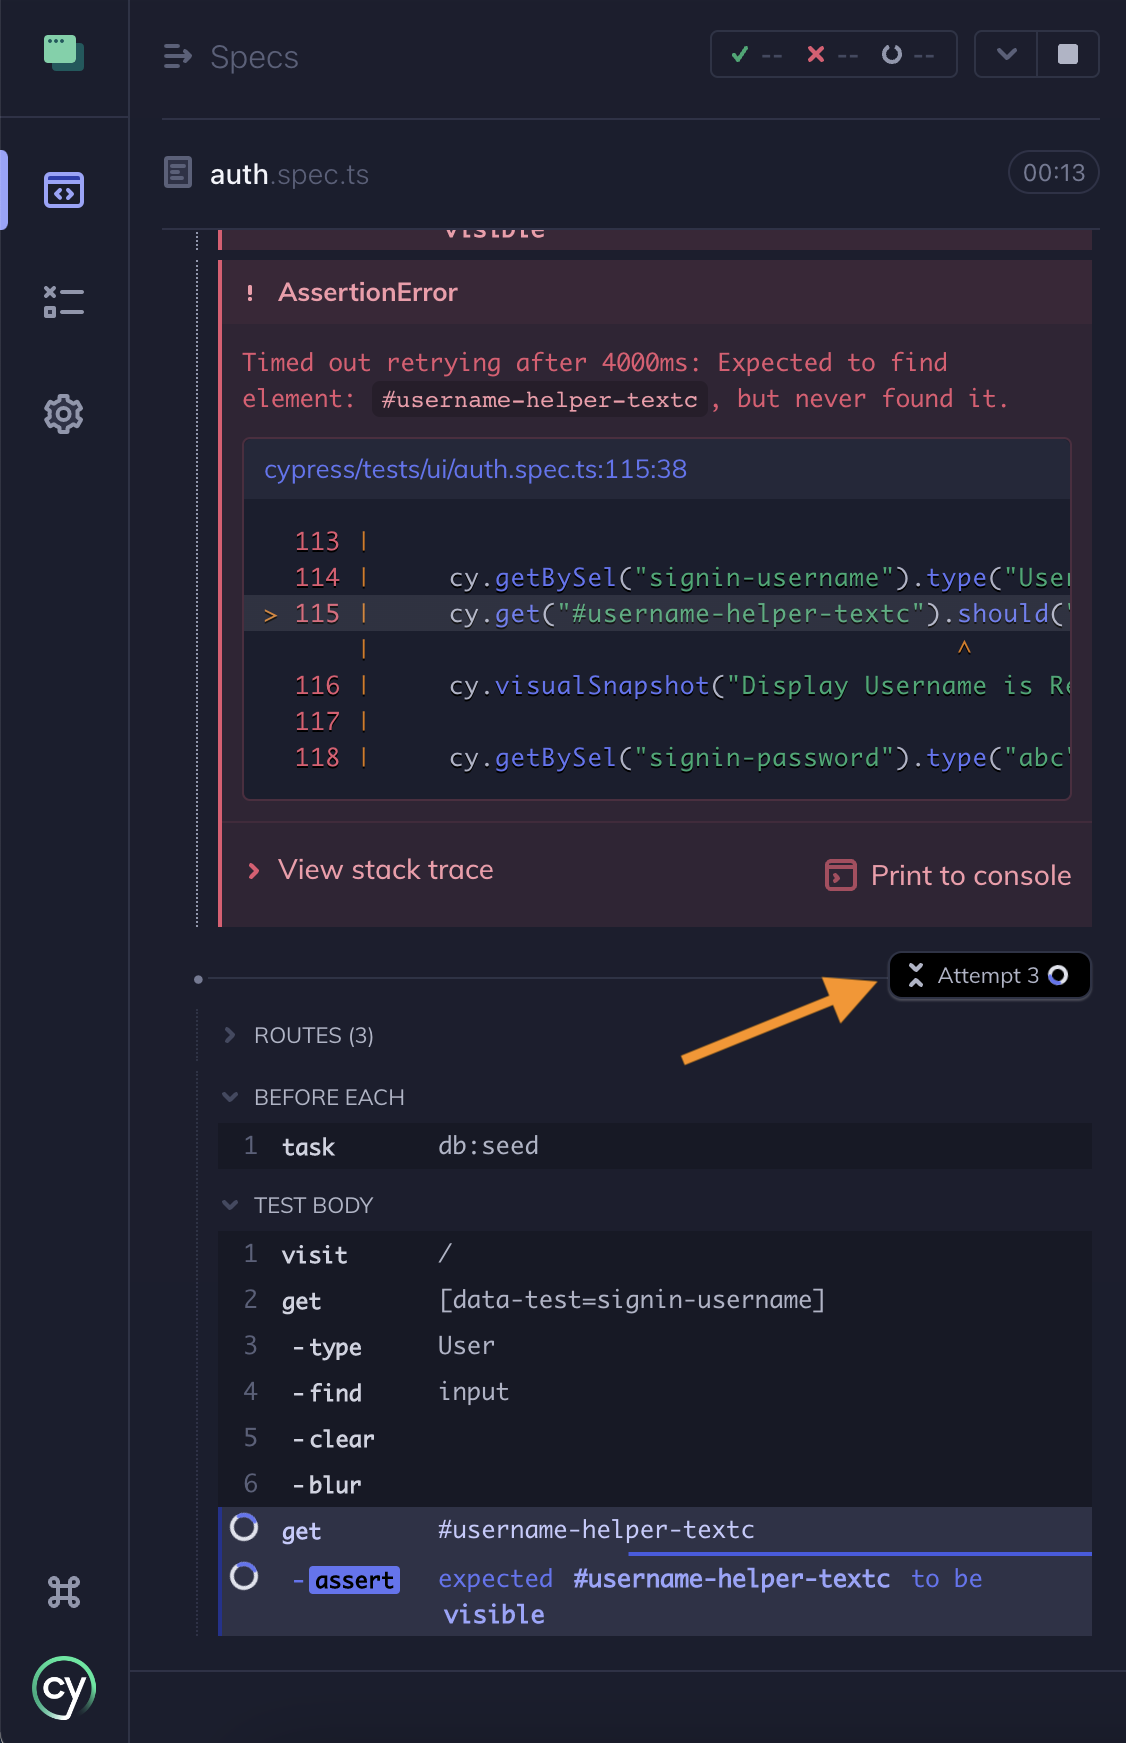 Specs
-- -- --
auth.spec.ts
00:13
visible
! AssertionError
Timed out retrying after 4000ms: Expected to find
element: #username-helper-textc , but never found it.
cypress/tests/ui/auth.spec.ts:115:38
113 |
114 | cy.getBySel("signin-username").type("User
> 115 | cy.get("#username-helper-textc").should("
| ^
116 | cy.visualSnapshot("Display Username is Re
117 |
118 | cy.getBySel("signin-password").type("abc"
View stack trace
Print to console
Attempt 3
ROUTES (3)
BEFORE EACH
1 task db:seed
TEST BODY
1 visit /
2 get [data-test=signin-username]
3 -type User
4 -find input
5 -clear
6 -blur
get #username-helper-textc
-assert expected #username-helper-textc to be
visible
cy